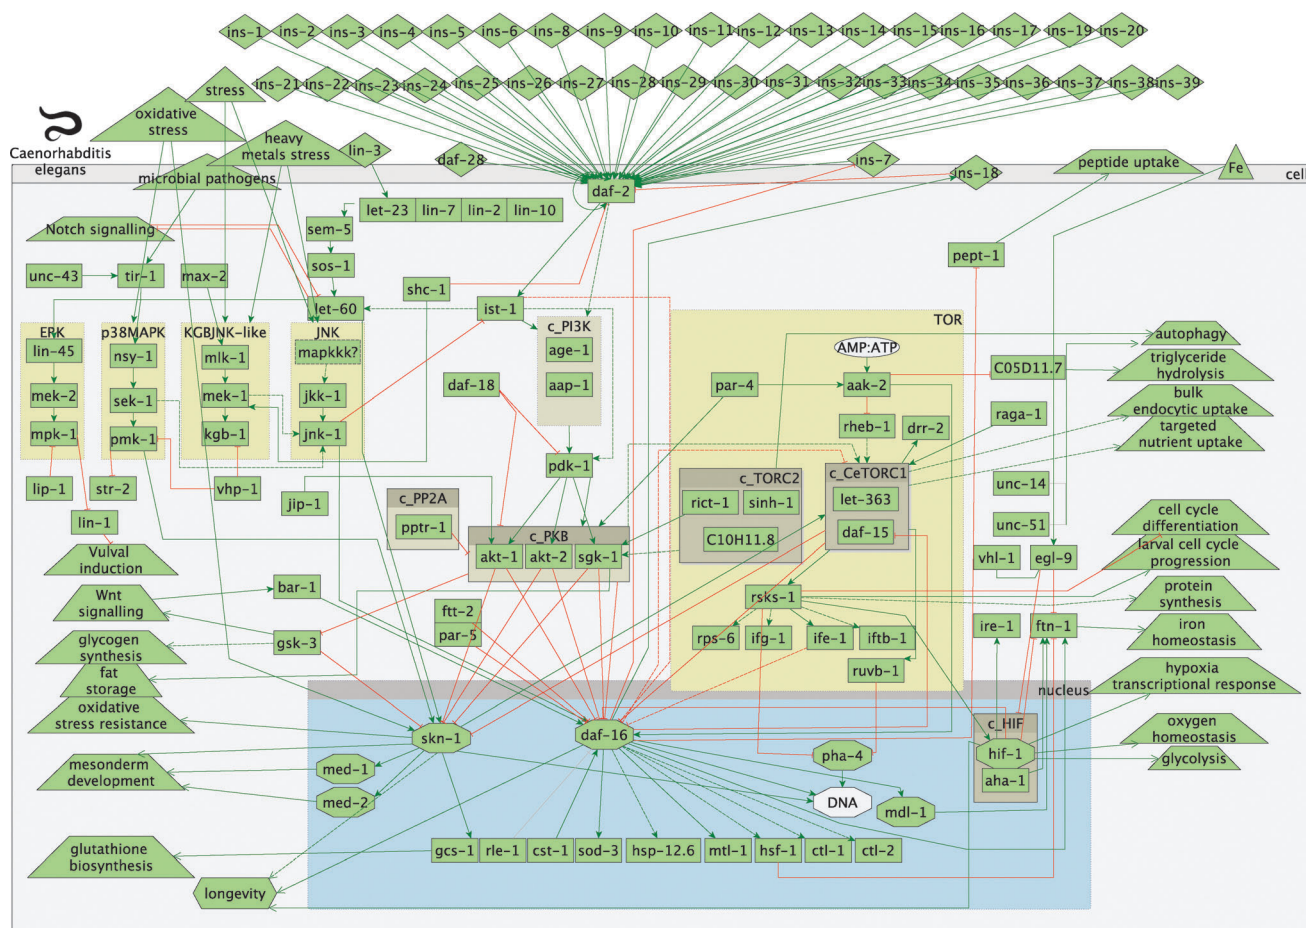 ins-1 ins-2 ins-3 ins-4 ins-5 ins-6 ins-8 ins-9 ins-10 ins-11 ins-12 ins-13 ins-14 ins-15 ins-16 ins-17 ins-19 ins-20
ins-21 ins-22 ins-23 ins-24 ins-25 ins-26 ins-27 ins-28 ins-29 ins-30 ins-31 ins-32 ins-33 ins-34 ins-35 ins-36 ins-37 ins-38 ins-39
stress
oxidative
stress
heavy
metals stress
Caenorhabditis
elegans
microbial pathogens
lin-3
daf-28
ins-7
ins-18
peptide uptake
Fe
cell
daf-2
let-23 lin-7 lin-2 lin-10
Notch signalling
sem-5
sos-1
pept-1
unc-43
tir-1
max-2
shc-1
let-60
ist-1
ERK
p38MAPK
KGBJNK-like
JNK
c_PI3K
TOR
lin-45
nsy-1
mlk-1
mapkkk?
age-1
AMP:ATP
C05D11.7
autophagy
triglyceride
hydrolysis
mek-2
sek-1
mek-1
jkk-1
daf-18
aap-1
par-4
aak-2
bulk
endocytic uptake
mpk-1
pmk-1
kgb-1
jnk-1
rheb-1
drr-2
raga-1
targeted
nutrient uptake
lip-1
str-2
vhp-1
jip-1
pdk-1
c_TORC2
c_CeTORC1
unc-14
c_PP2A
rict-1
sinh-1
let-363
lin-1
pptr-1
c_PKB
C10H11.8
daf-15
unc-51
cell cycle
differentiation
Vulval
induction
akt-1 akt-2 sgk-1
vhl-1
egl-9
larval cell cycle
progression
Wnt
signalling
bar-1
ftt-2
par-5
rsks-1
protein
synthesis
glycogen
synthesis
gsk-3
rps-6
ifg-1
ife-1
iftb-1
ire-1
ftn-1
iron
homeostasis
fat
storage
ruvb-1
nucleus
hypoxia
transcriptional response
oxidative
stress resistance
skn-1
daf-16
c_HIF
oxygen
homeostasis
mesonderm
development
med-1
pha-4
hif-1
glycolysis
med-2
DNA
mdl-1
aha-1
glutathione
biosynthesis
gcs-1 rle-1 cst-1 sod-3 hsp-12.6 mtl-1 hsf-1 ctl-1 ctl-2
longevity